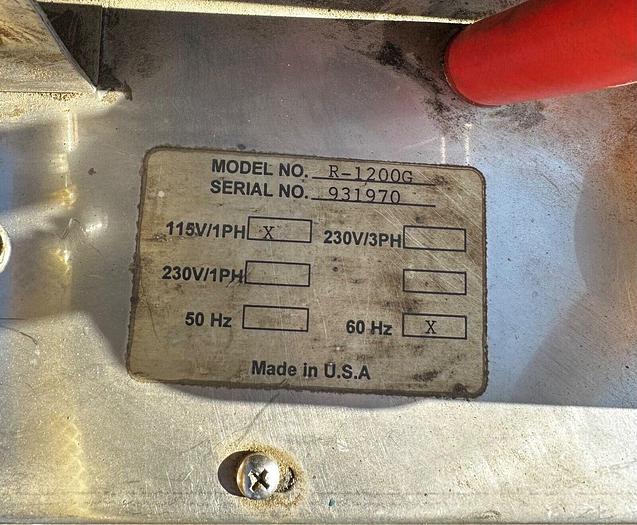 MODEL NO. R-1200G
SERIAL NO. 931970
115V/1PH X 230V/3PH
230V/1PH
50 Hz 60 Hz X
Made in U.S.A